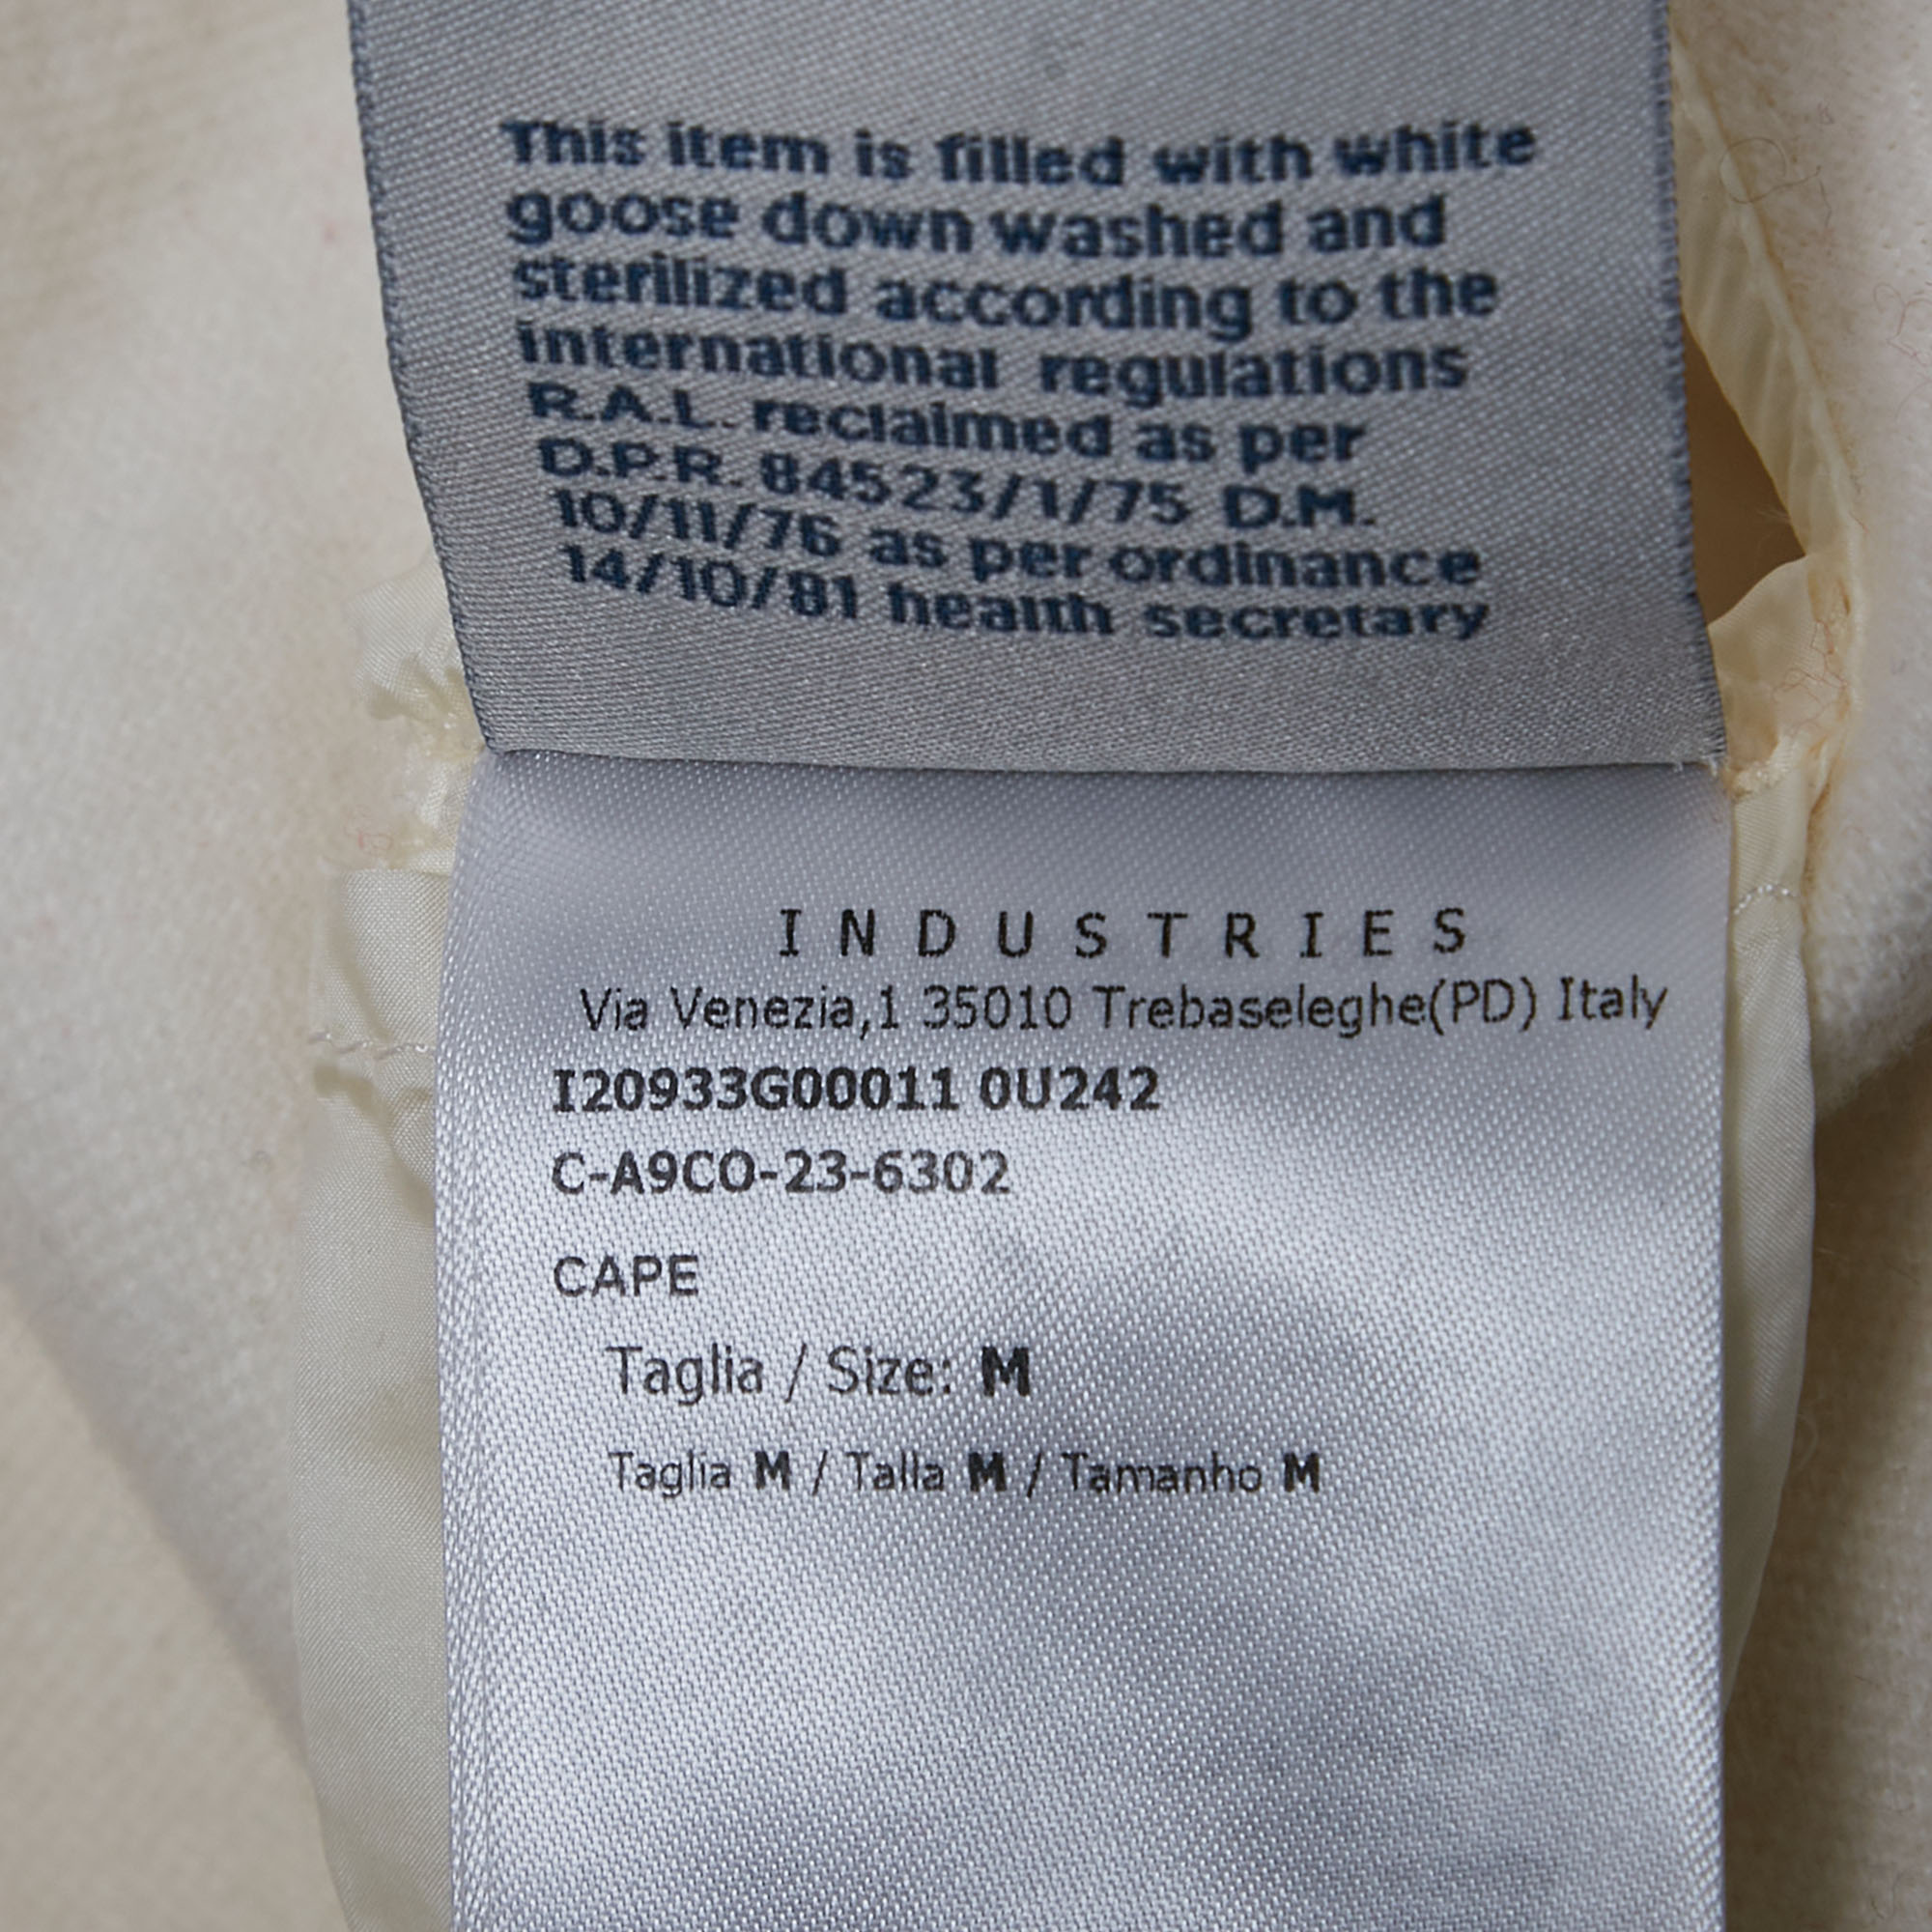 This item is filled with white
goose down washed and
sterilized according to the
international regulations
R.A.L. reclaimed as per
D.P.R. 84523/1/75 D.M.
10/11/76 as per ordinance
14/10/81 health secretary
INDUSTRIES
Via Venezia,1 35010 Trebaseleghe(PD) Italy
I20933G00011 0U242
C-A9CO-23-6302
CAPE
Taglia / Size: M
Taglia M / Talla M / Tamanho M